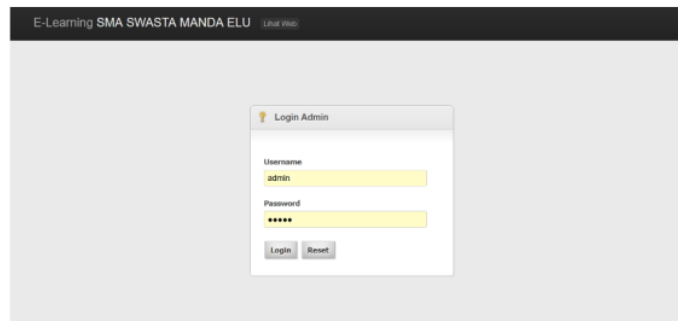 E-Learning SMA SWASTA MANDA ELU Lihat Web
Login Admin
Username
admin
Password
•••••
Login Reset